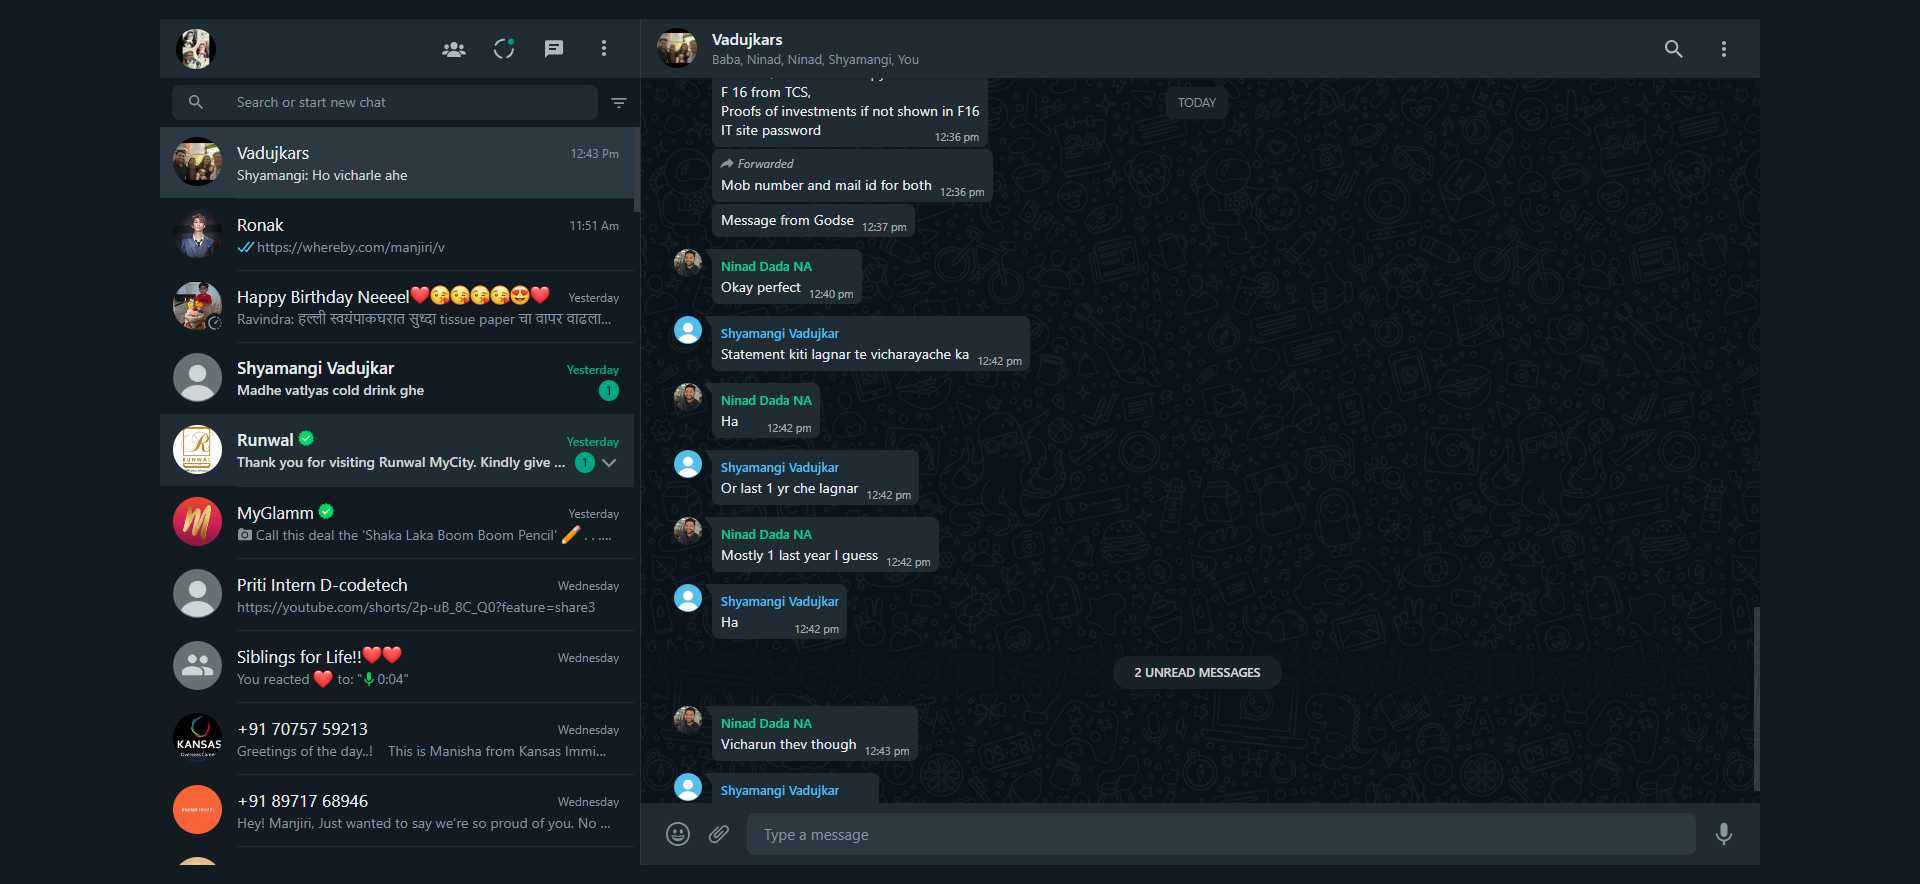 Search or start new chat
Vadujkars
12:43 Pm
Shyamangi: Ho vicharle ahe
Ronak
11:51 Am
https://whereby.com/manjiri/v
Happy Birthday Neeeel❤️😘😘😘😘😍❤️
Yesterday
Ravindra: हल्ली स्वयंपाकघरात सुध्दा tissue paper चा वापर वाढला...
Shyamangi Vadujkar
Yesterday
Madhe vatlyas cold drink ghe
1
Runwal
Yesterday
Thank you for visiting Runwal MyCity. Kindly give ...
1
MyGlamm
Yesterday
Call this deal the 'Shaka Laka Boom Boom Pencil' ✏️ . . ....
Priti Intern D-codetech
Wednesday
https://youtube.com/shorts/2p-uB_8C_Q0?feature=share3
Siblings for Life!!❤️❤️
Wednesday
You reacted ❤️ to: "0:04"
+91 70757 59213
Wednesday
Greetings of the day..! This is Manisha from Kansas Immi...
KANSAS
Overseas Career
+91 89717 68946
Wednesday
Hey! Manjiri, Just wanted to say we're so proud of you. No ...
Vadujkars
Baba, Ninad, Ninad, Shyamangi, You
TODAY
F 16 from TCS,
Proofs of investments if not shown in F16
IT site password
12:36 pm
Forwarded
Mob number and mail id for both
12:36 pm
Message from Godse
12:37 pm
Ninad Dada NA
Okay perfect
12:40 pm
Shyamangi Vadujkar
Statement kiti lagnar te vicharayache ka
12:42 pm
Ninad Dada NA
Ha
12:42 pm
Shyamangi Vadujkar
Or last 1 yr che lagnar
12:42 pm
Ninad Dada NA
Mostly 1 last year I guess
12:42 pm
Shyamangi Vadujkar
Ha
12:42 pm
2 UNREAD MESSAGES
Ninad Dada NA
Vicharun thev though
12:43 pm
Shyamangi Vadujkar
Type a message